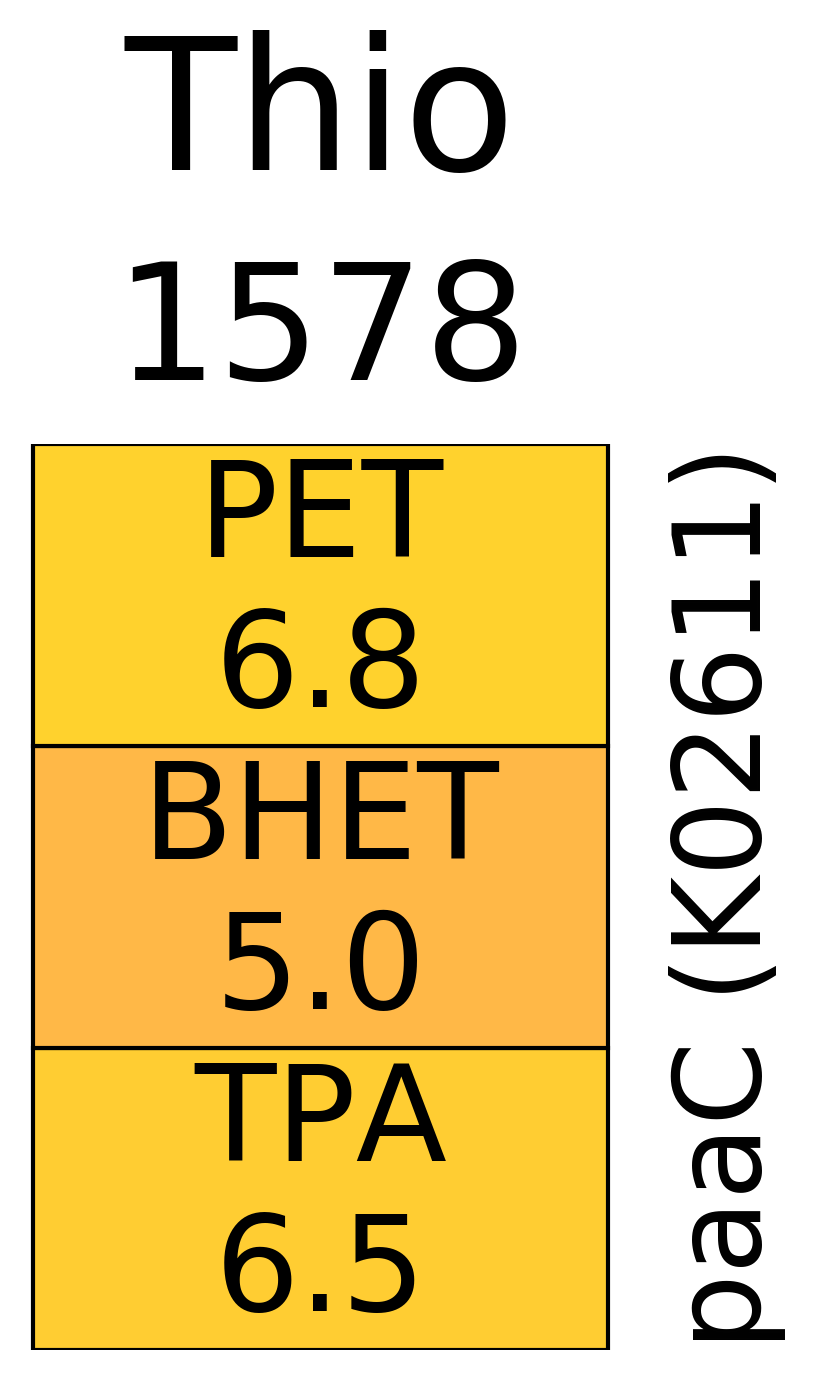 Thio
1578
PET
6.8
BHET
5.0
TPA
6.5
paaC (K02611)